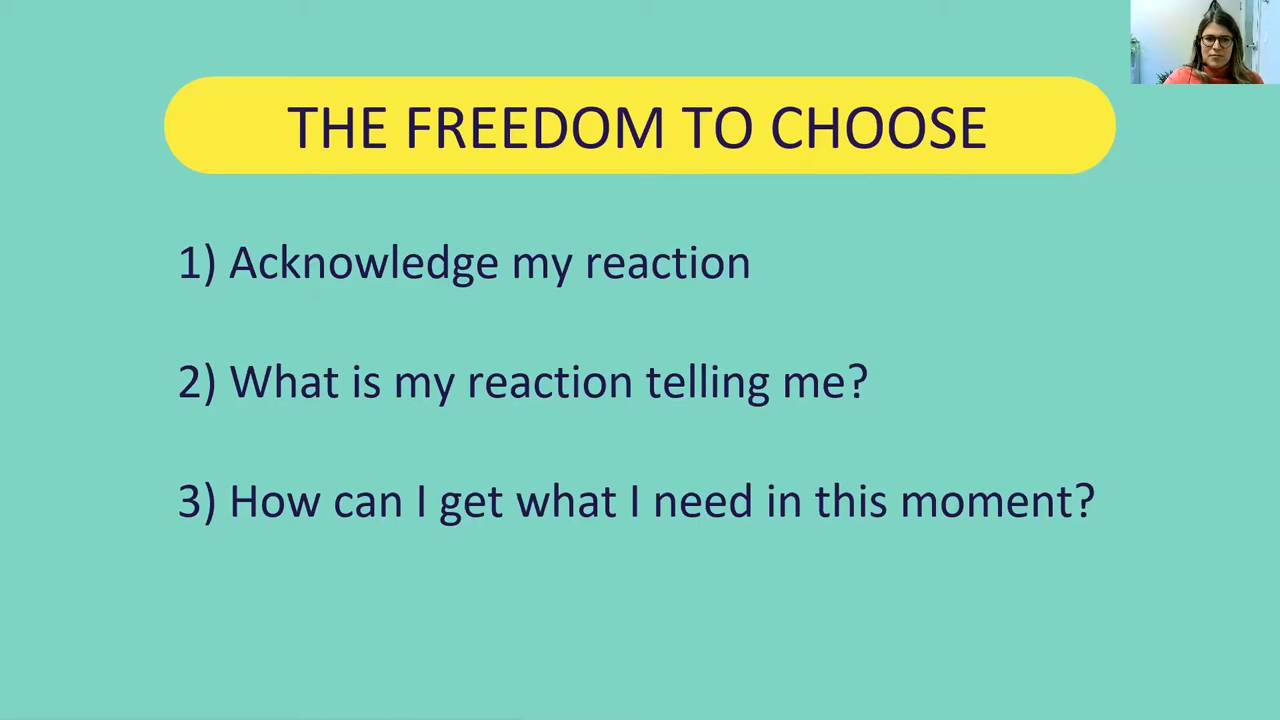 THE FREEDOM TO CHOOSE
1) Acknowledge my reaction
2) What is my reaction telling me?
3) How can I get what I need in this moment?